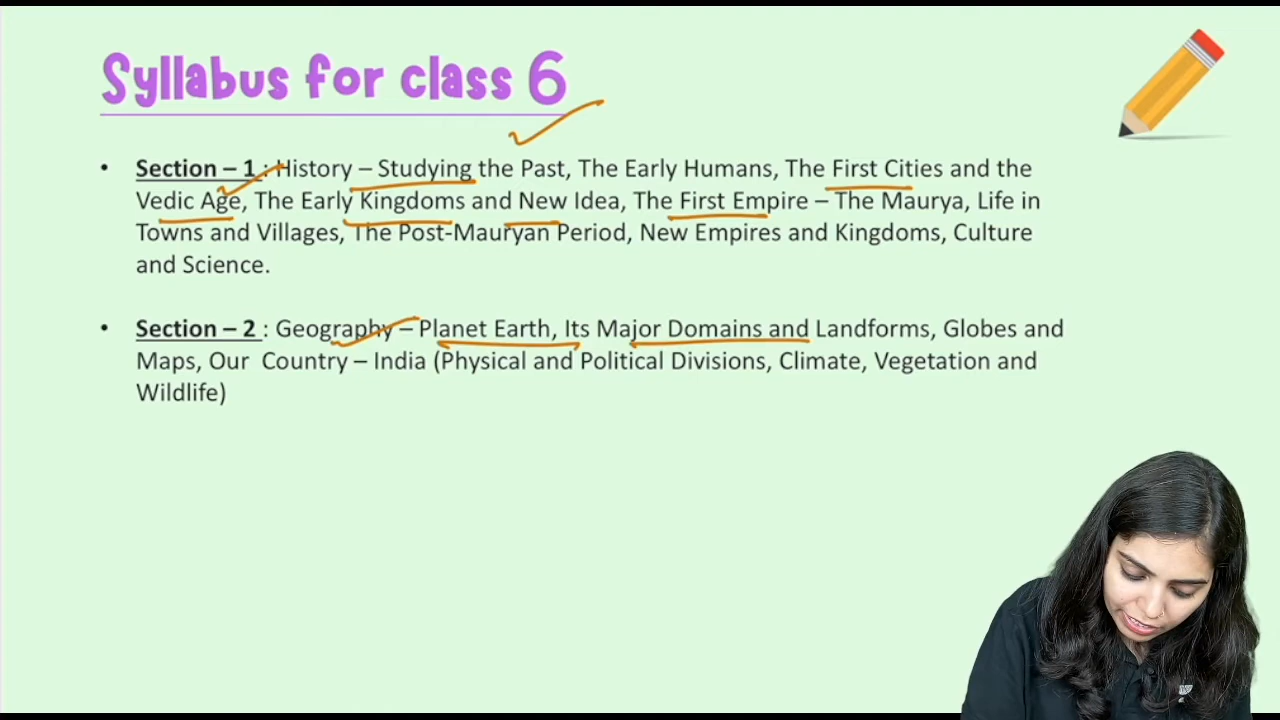 Syllabus for class 6
• Section – 1 : History – Studying the Past, The Early Humans, The First Cities and the
Vedic Age, The Early Kingdoms and New Idea, The First Empire – The Maurya, Life in
Towns and Villages, The Post-Mauryan Period, New Empires and Kingdoms, Culture
and Science.
• Section – 2 : Geography – Planet Earth, Its Major Domains and Landforms, Globes and
Maps, Our Country – India (Physical and Political Divisions, Climate, Vegetation and
Wildlife)